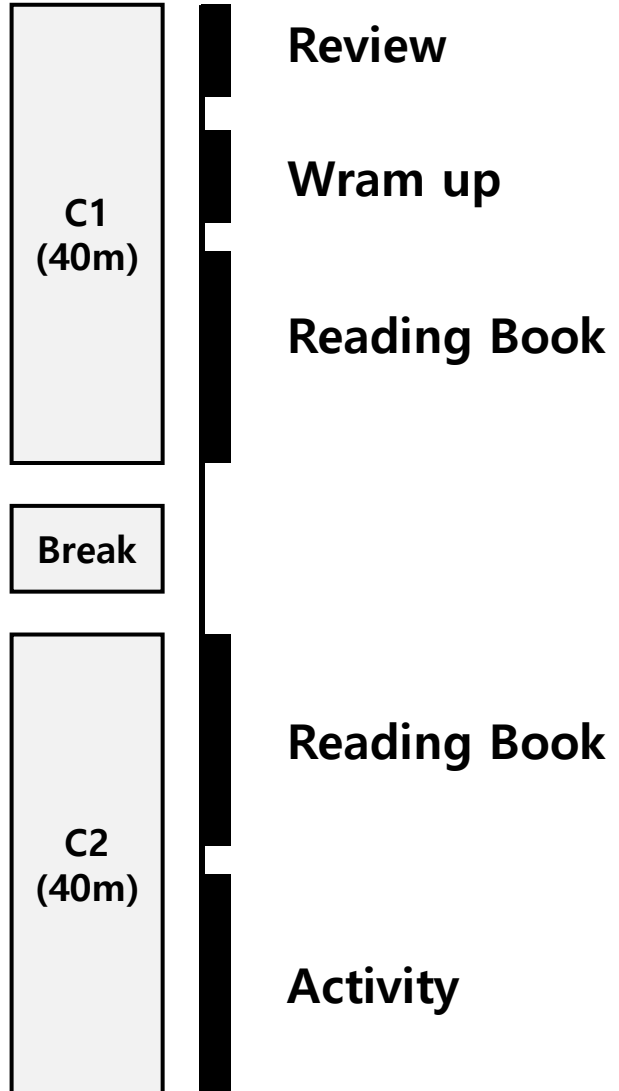 Review
Wram up
C1
(40m)
Reading Book
Break
Reading Book
C2
(40m)
Activity